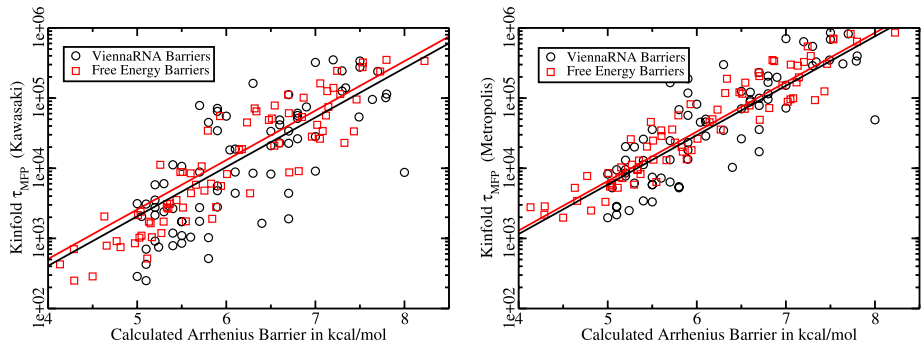 1e+06
1e+05
1e+04
1e+03
1e+02
Kinfold τMFP (Kawasaki)
ViennaRNA Barriers
Free Energy Barriers
4 5 6 7 8
Calculated Arrhenius Barrier in kcal/mol
1e+06
1e+05
1e+04
1e+03
1e+02
Kinfold τMFP (Metropolis)
ViennaRNA Barriers
Free Energy Barriers
4 5 6 7 8
Calculated Arrhenius Barrier in kcal/mol